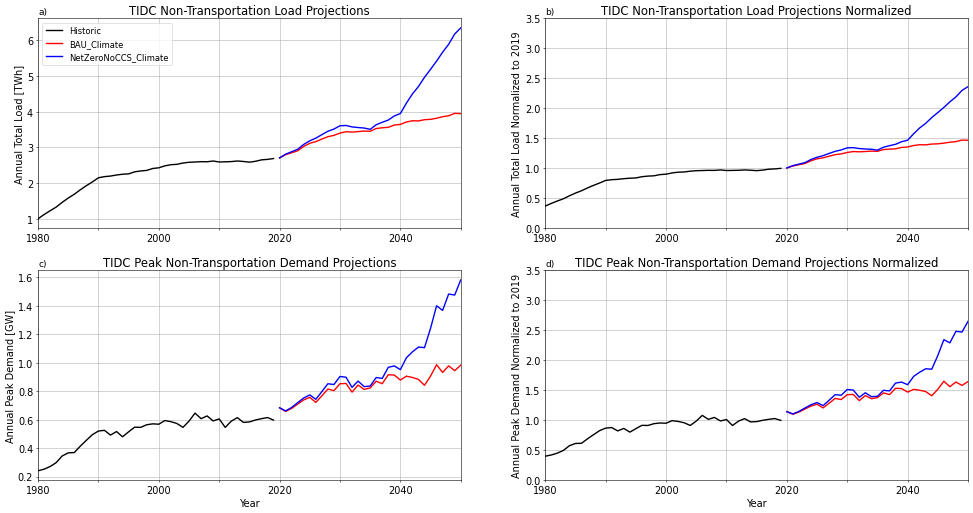 a)
TIDC Non-Transportation Load Projections
Annual Total Load [TWh]
6
5
4
3
2
1
Historic
BAU_Climate
NetZeroNoCCS_Climate
1980
2000
2020
2040
b)
TIDC Non-Transportation Load Projections Normalized
Annual Total Load Normalized to 2019
3.5
3.0
2.5
2.0
1.5
1.0
0.5
0.0
1980
2000
2020
2040
c)
TIDC Peak Non-Transportation Demand Projections
Annual Peak Demand [GW]
1.6
1.4
1.2
1.0
0.8
0.6
0.4
0.2
1980
2000
2020
2040
Year
d)
TIDC Peak Non-Transportation Demand Projections Normalized
Annual Peak Demand Normalized to 2019
3.5
3.0
2.5
2.0
1.5
1.0
0.5
0.0
1980
2000
2020
2040
Year